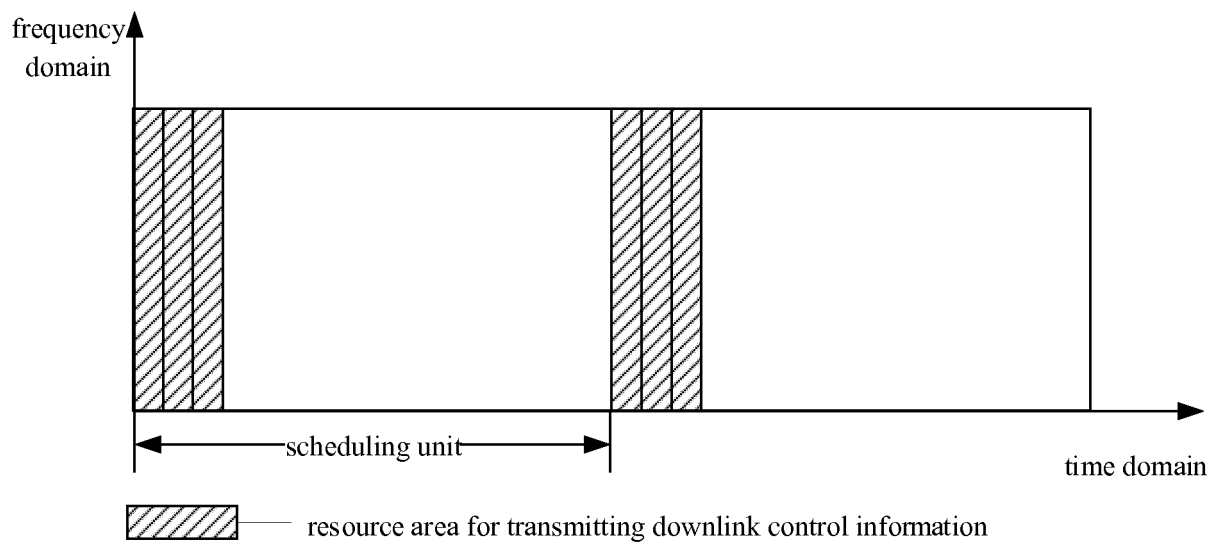 frequency
domain
scheduling unit
time domain
resource area for transmitting downlink control information